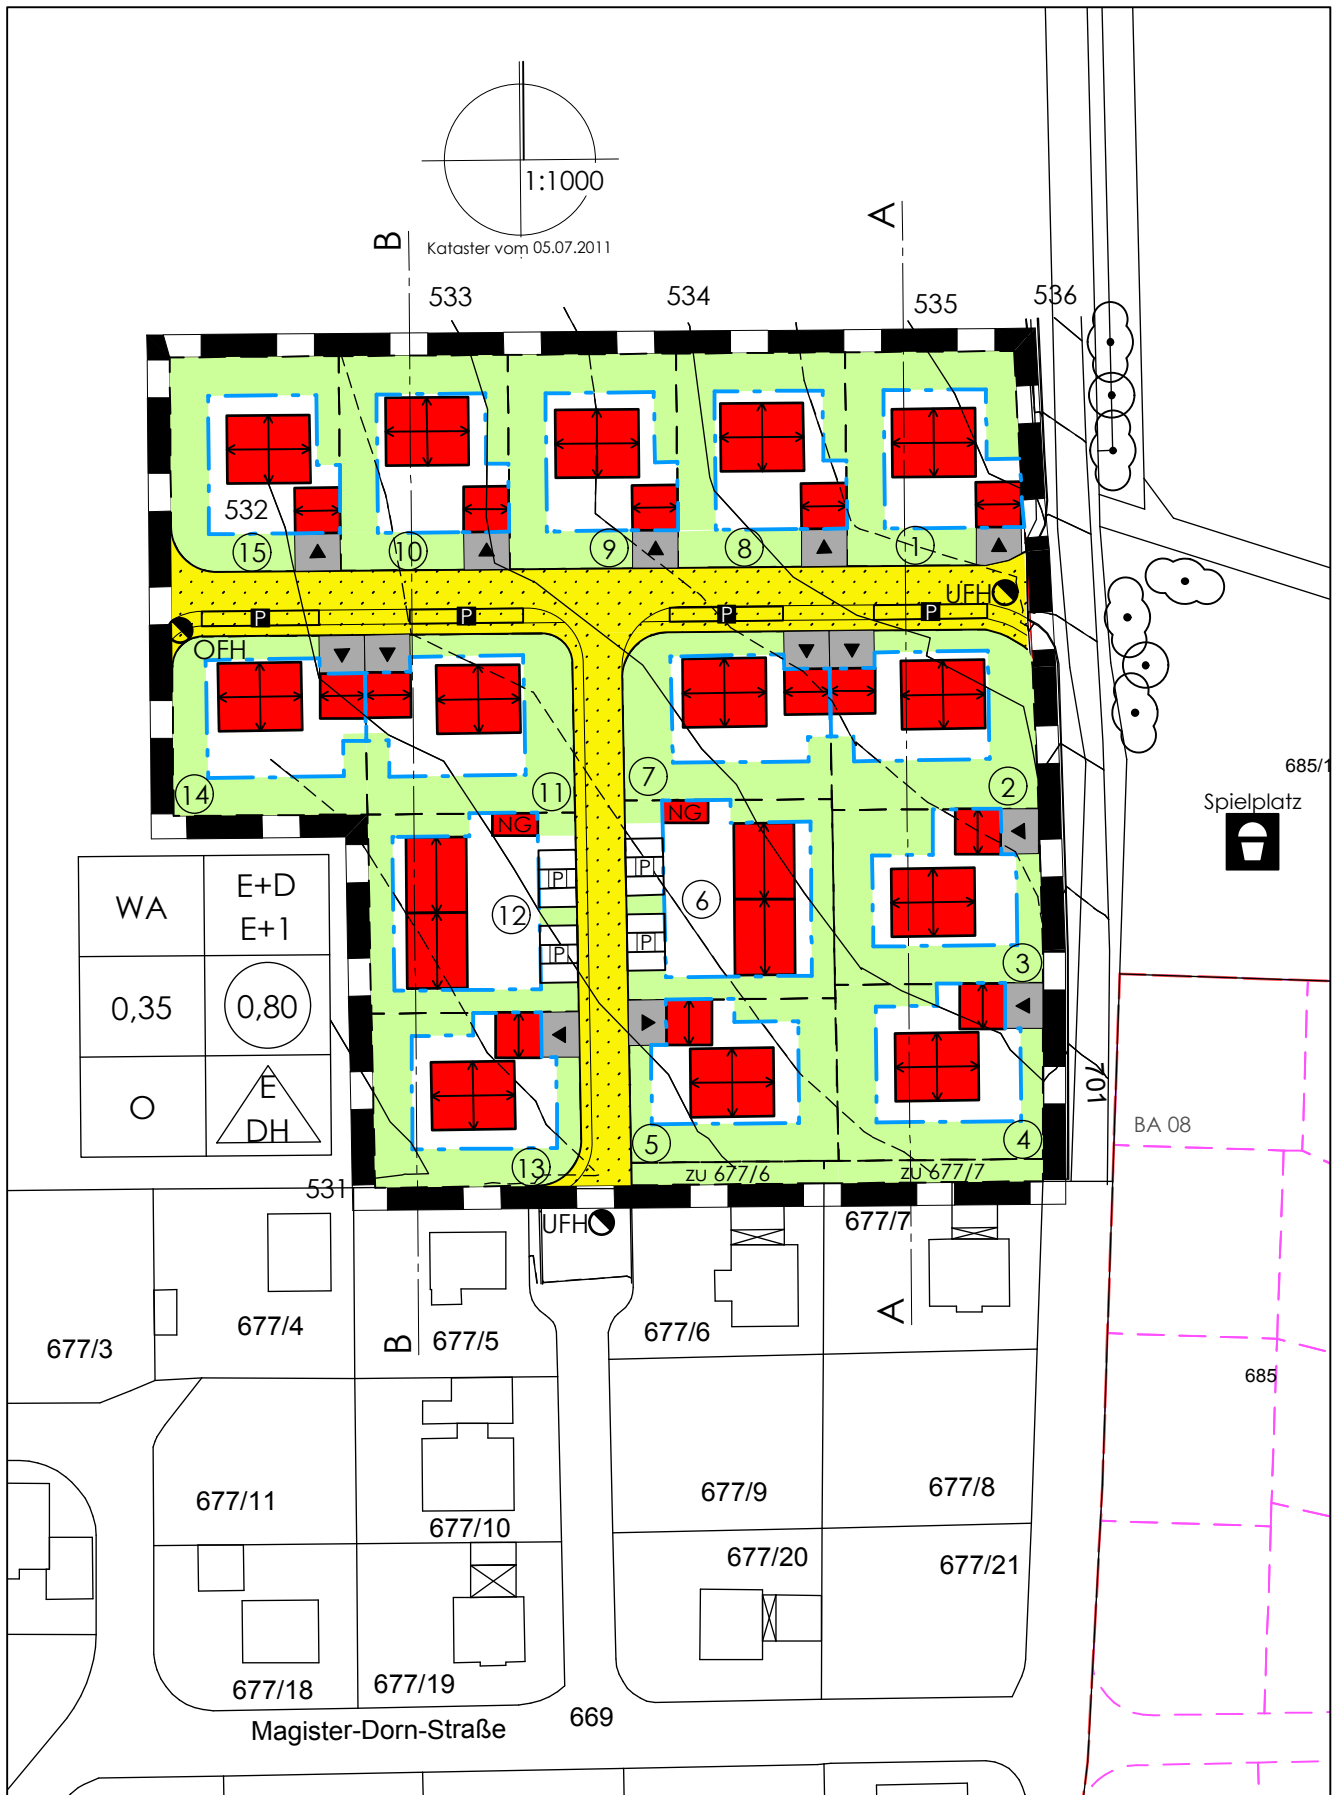 1:1000
Kataster vom 05.07.2011
B
A
533
534
535
536
532
15
10
9
8
1
P
P
P
P
UFH
OFH
14
11
7
2
685/1
Spielplatz
NG
NG
WA
E+D
E+1
P
P
12
6
0,35
0,80
P
P
3
O
E
DH
701
BA 08
13
5
4
zu 677/6
zu 677/7
531
UFH
677/7
A
B
677/3
677/4
677/5
677/6
685
677/11
677/10
677/9
677/8
677/20
677/21
677/18
677/19
669
Magister-Dorn-Straße